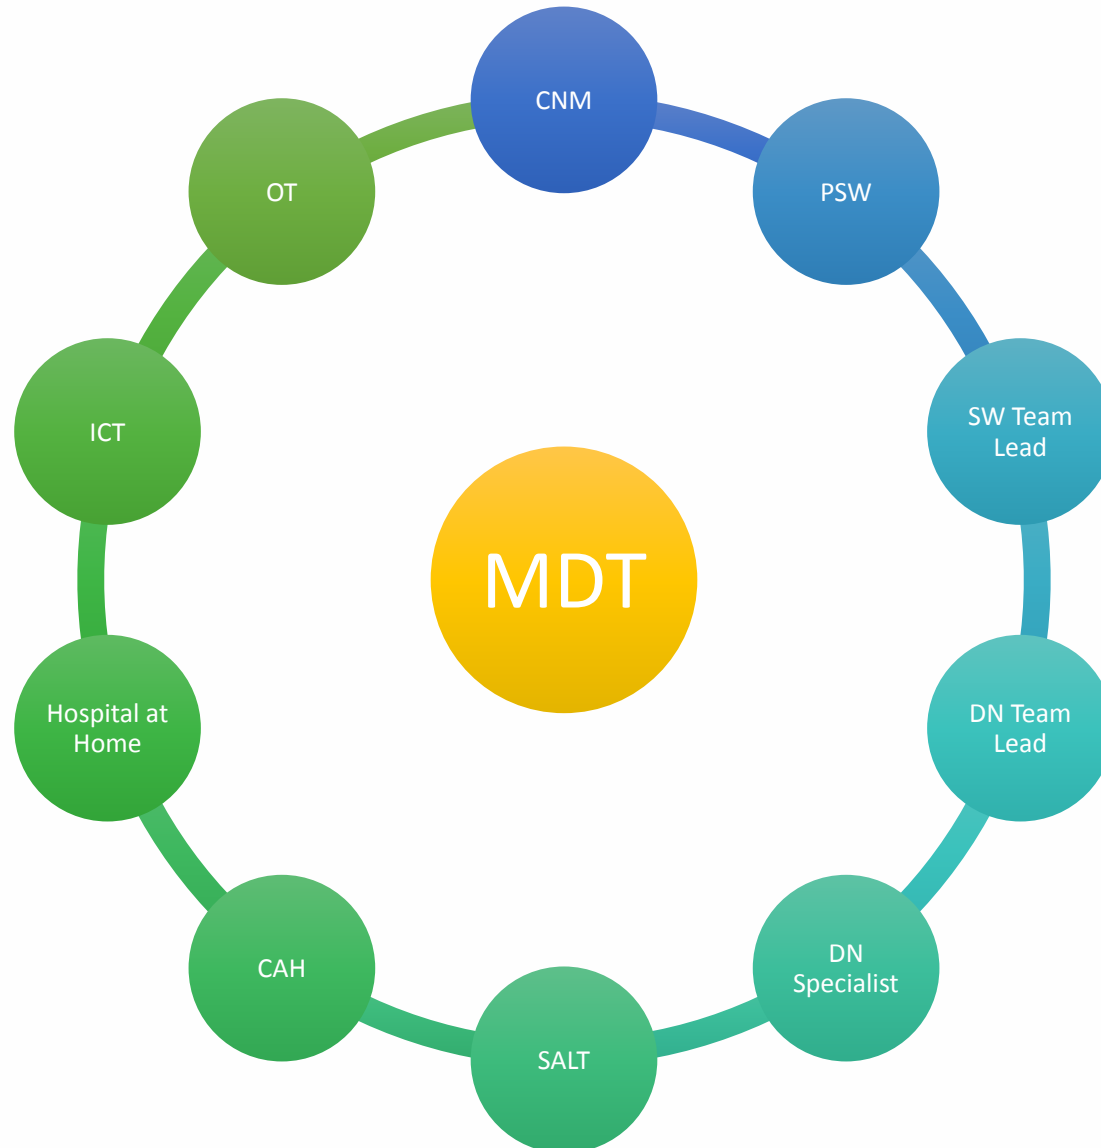 CNM
PSW
SW Team
Lead
DN Team
Lead
DN
Specialist
SALT
CAH
Hospital at
Home
ICT
OT
MDT